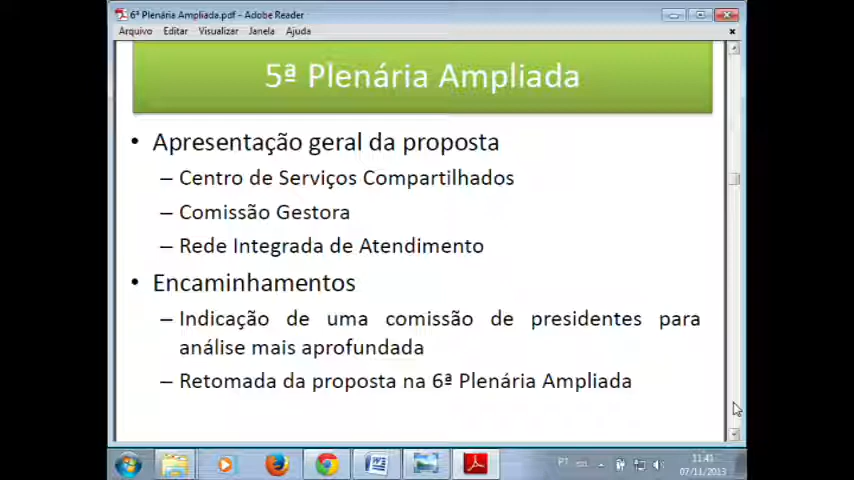 6ª Plenária Ampliada.pdf - Adobe Reader
Arquivo Editar Visualizar Janela Ajuda
5ª Plenária Ampliada
• Apresentação geral da proposta
– Centro de Serviços Compartilhados
– Comissão Gestora
– Rede Integrada de Atendimento
• Encaminhamentos
– Indicação de uma comissão de presidentes para
análise mais aprofundada
– Retomada da proposta na 6ª Plenária Ampliada
PT
11:41
07/11/2013